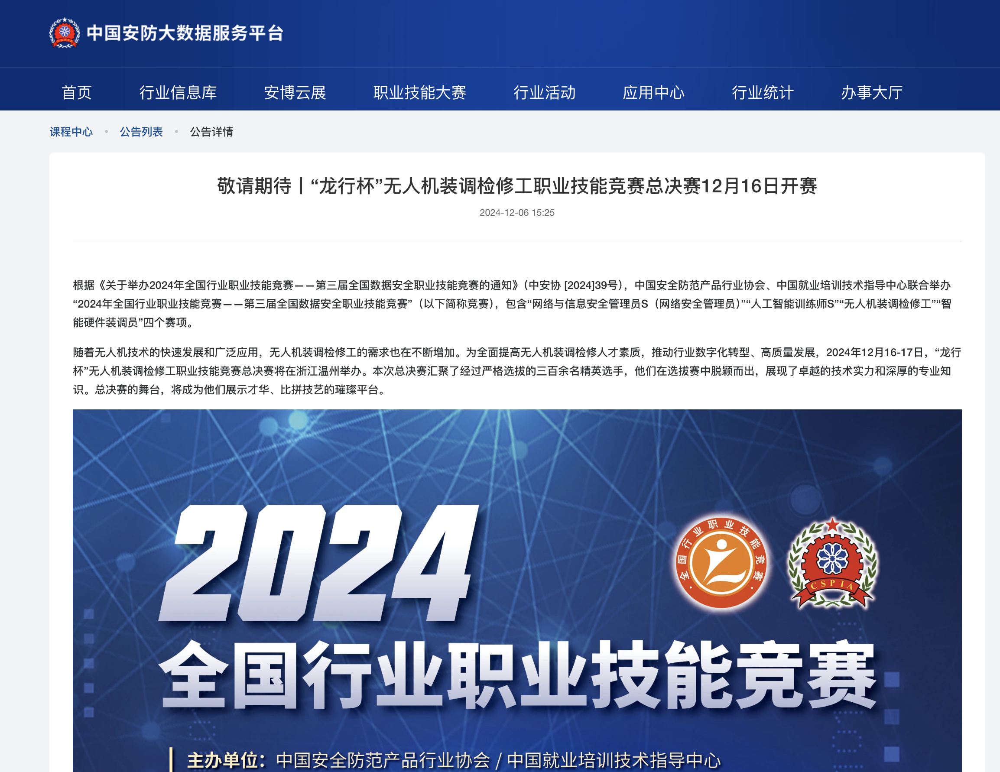 中国安防大数据服务平台
首页 行业信息库 安博云展 职业技能大赛 行业活动 应用中心 行业统计 办事大厅
课程中心 • 公告列表 • 公告详情
敬请期待丨“龙行杯”无人机装调检修工职业技能竞赛总决赛12月16日开赛
2024-12-06 15:25
根据《关于举办2024年全国行业职业技能竞赛——第三届全国数据安全职业技能竞赛的通知》（中安协 [2024]39号），中国安全防范产品行业协会、中国就业培训技术指导中心联合举办
“2024年全国行业职业技能竞赛——第三届全国数据安全职业技能竞赛”（以下简称竞赛），包含“网络与信息安全管理员S（网络安全管理员）”“人工智能训练师S”“无人机装调检修工”“智
能硬件装调员”四个赛项。
随着无人机技术的快速发展和广泛应用，无人机装调检修工的需求也在不断增加。为全面提高无人机装调检修人才素质，推动行业数字化转型、高质量发展，2024年12月16-17日，“龙行
杯”无人机装调检修工职业技能竞赛总决赛将在浙江温州举办。本次总决赛汇聚了经过严格选拔的三百余名精英选手，他们在选拔赛中脱颖而出，展现了卓越的技术实力和深厚的专业知
识。总决赛的舞台，将成为他们展示才华、比拼技艺的璀璨平台。
2024
·全国行业职业技能竞赛·
CSPIA
全国行业职业技能竞赛
主办单位：中国安全防范产品行业协会 / 中国就业培训技术指导中心